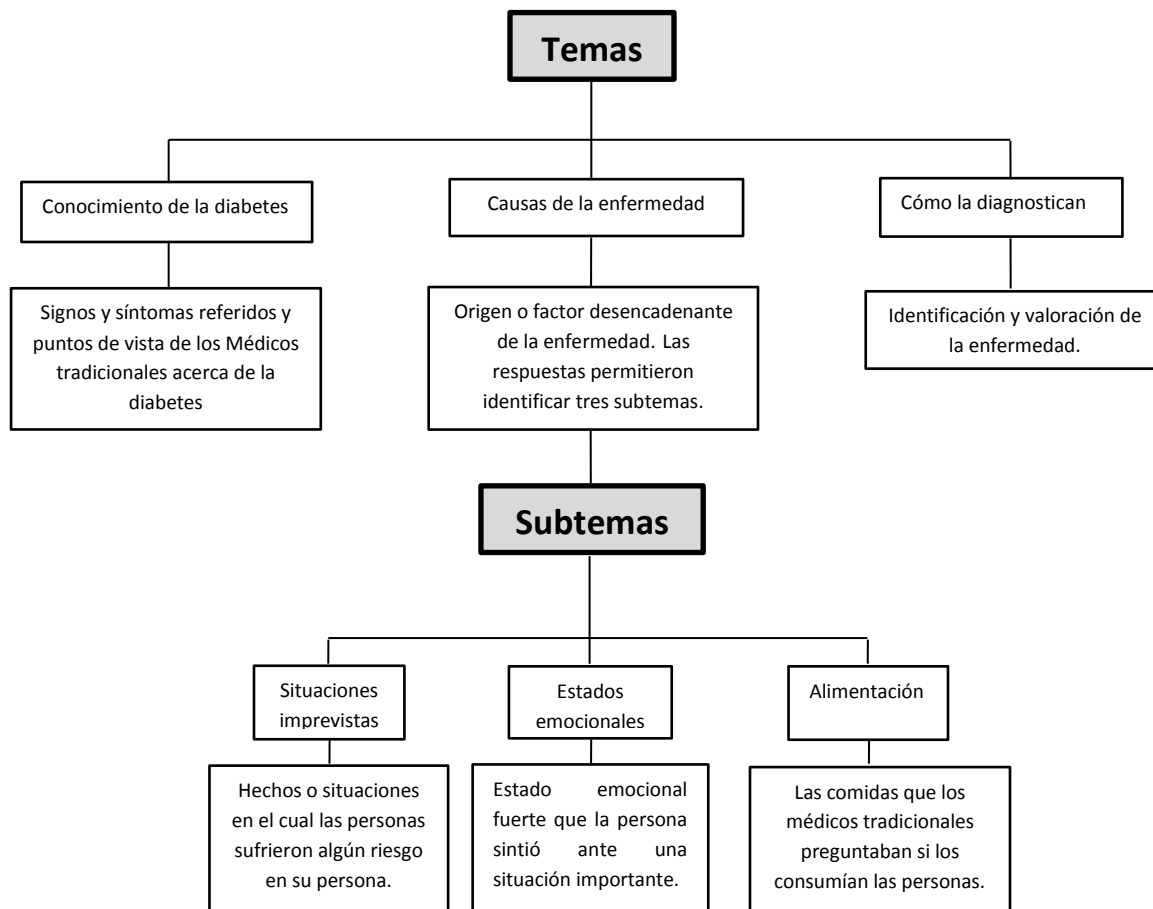 Temas
Conocimiento de la diabetes
Causas de la enfermedad
Cómo la diagnostican
Signos y síntomas referidos y
puntos de vista de los Médicos
tradicionales acerca de la
diabetes
Origen o factor desencadenante
de la enfermedad. Las
respuestas permitieron
identificar tres subtemas.
Identificación y valoración de
la enfermedad.
Subtemas
Situaciones
imprevistas
Estados
emocionales
Alimentación
Hechos o situaciones
en el cual las personas
sufrieron algún riesgo
en su persona.
Estado emocional
fuerte que la persona
sintió ante una
situación importante.
Las comidas que los
médicos tradicionales
preguntaban si los
consumían las personas.